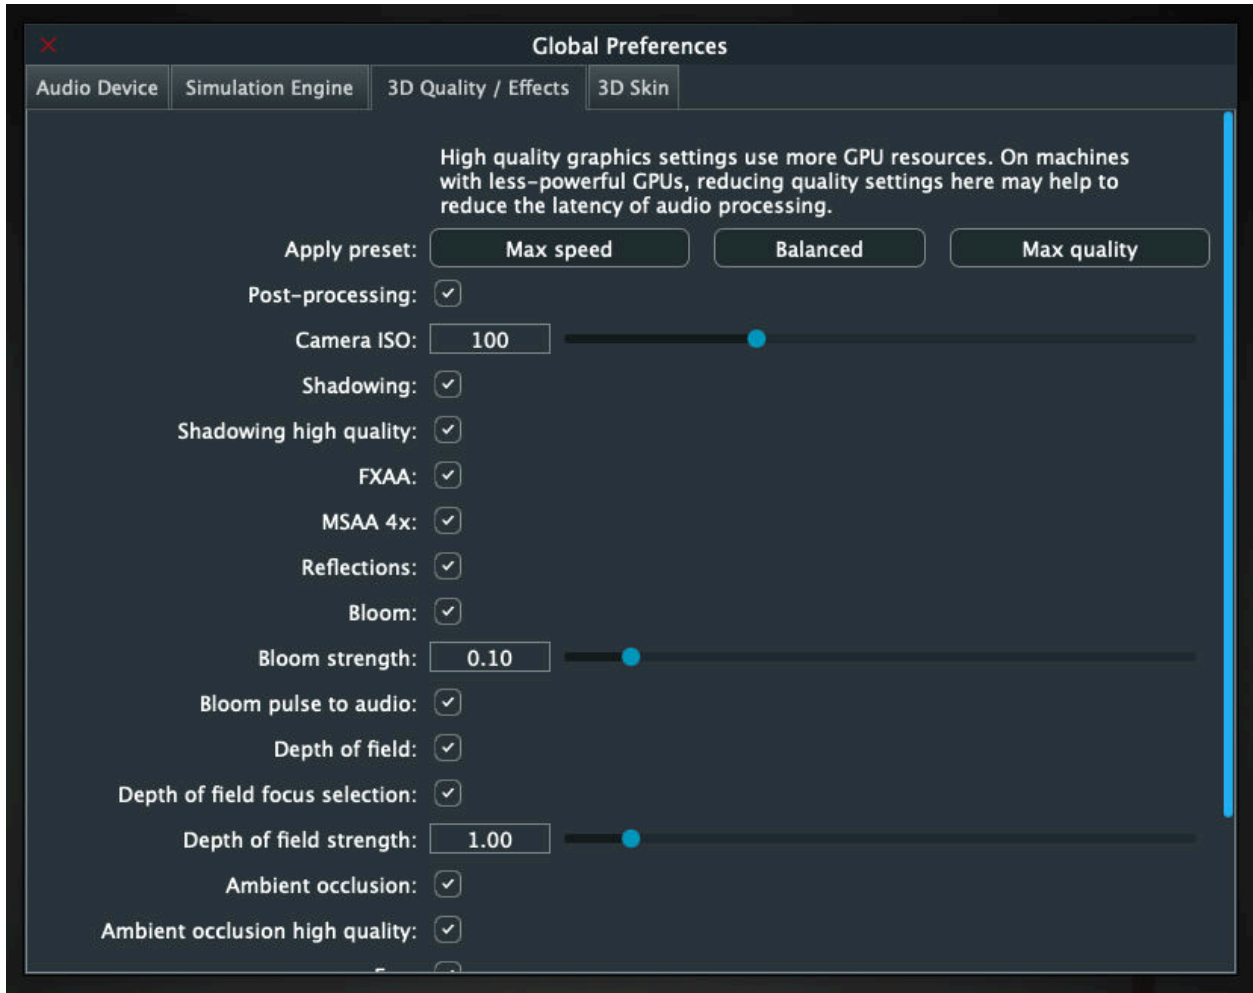 Global Preferences
Audio Device
Simulation Engine
3D Quality / Effects
3D Skin
High quality graphics settings use more GPU resources. On machines
with less-powerful GPUs, reducing quality settings here may help to
reduce the latency of audio processing.
Apply preset: Max speed Balanced Max quality
Post-processing:
Camera ISO: 100
Shadowing:
Shadowing high quality:
FXAA:
MSAA 4x:
Reflections:
Bloom:
Bloom strength: 0.10
Bloom pulse to audio:
Depth of field:
Depth of field focus selection:
Depth of field strength: 1.00
Ambient occlusion:
Ambient occlusion high quality: